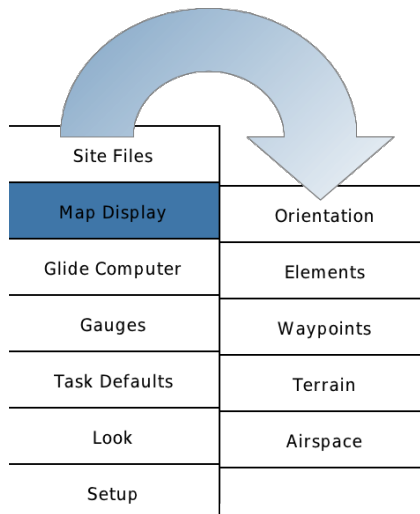 Site Files
Map Display
Glide Computer
Gauges
Task Defaults
Look
Setup
Orientation
Elements
Waypoints
Terrain
Airspace